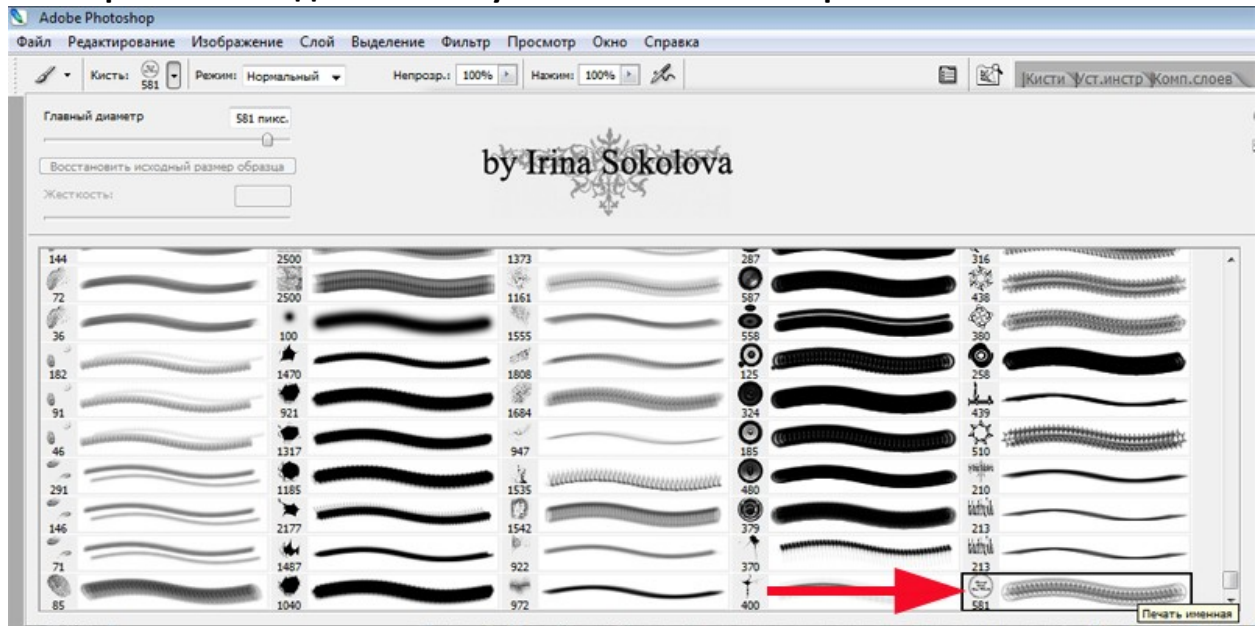 Adobe Photoshop
Файл Редактирование Изображение Слой Выделение Фильтр Просмотр Окно Справка
Кисть: 581 Режим: Нормальный Непрозр.: 100% Нажим: 100% Кисти Уст.инстр Комп.слоев
Главный диаметр 581 пикс.
Восстановить исходный размер образца
Жесткость:
by Irina Sokolova
144 2500 1373 287 316
72 2500 1161 587 438
36 100 1555 558 380
182 1470 1808 125 258
91 921 1684 324 439
46 1317 947 185 510
291 1185 1535 480 210
146 2177 1542 379 213
71 1487 922 370 213
85 1040 972 400 581
Печать именная